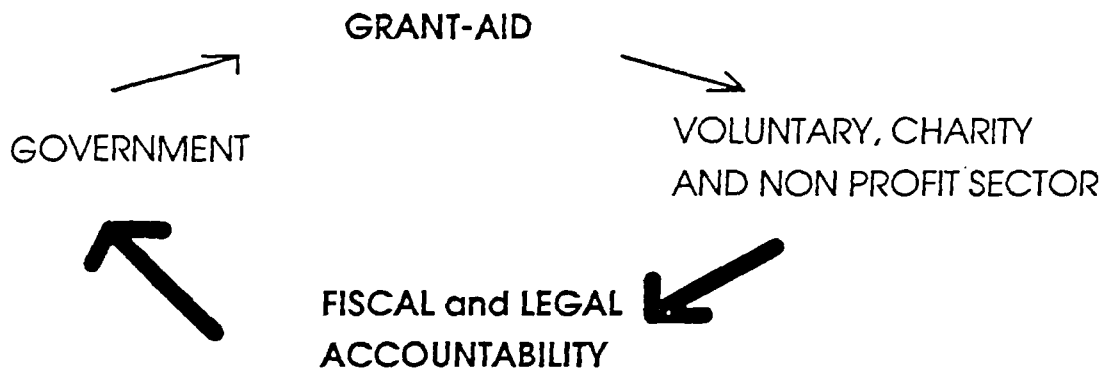 GRANT-AID
GOVERNMENT
VOLUNTARY, CHARITY
AND NON PROFIT SECTOR
FISCAL and LEGAL
ACCOUNTABILITY